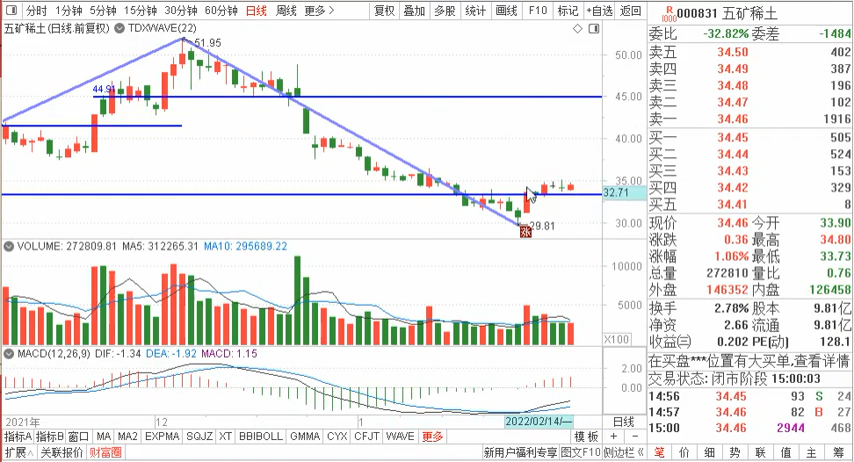 分时 1分钟 5分钟 15分钟 30分钟 60分钟 日线 周线 更多> 复权 叠加 多股 统计 画线 F10 标记 +自选 返回
五矿稀土(日线.前复权) TDXWAVE(22)
51.95
50.00
44.91
45.00
40.00
35.00
32.71
30.00
29.81
涨
VOLUME: 272809.81 MA5: 312265.31 MA10: 295689.22
10000
5000
X100
MACD(12,26,9) DIF: -1.34 DEA: -1.92 MACD: 1.15
2.00
0.00
2021年 12 1 2022/02/14/一 日线
指标A 指标B 窗口 MA MA2 EXPMA SQJZ XT BBIBOLL GMMA CYX CFJT WAVE 更多 模板 + -
扩展∧ 关联报价 财富圈 新用户福利专享 图文F10 侧边栏《
R
1000 000831 五矿稀土
委比 -32.82% 委差 -1484
卖五 34.50 402
卖四 34.49 387
卖三 34.48 196
卖二 34.47 102
卖一 34.46 1916
买一 34.45 505
买二 34.44 524
买三 34.43 153
买四 34.42 329
买五 34.41 8
现价 34.46 今开 33.90
涨跌 0.36 最高 34.80
涨幅 1.06% 最低 33.73
总量 272810 量比 0.76
外盘 146352 内盘 126458
换手 2.78% 股本 9.81亿
净资 2.66 流通 9.81亿
收益㈢ 0.202 PE(动) 128.1
在买盘***位置有大买单,查看详情
交易状态: 闭市阶段 15:00:03
14:56 34.45 93 S 24
14:57 34.46 82 B 27
15:00 34.46 2944 468
笔 价 细 势 联 值 主 筹